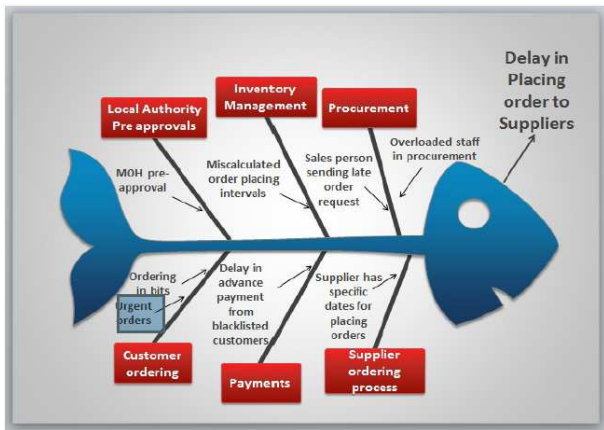 Delay in
Placing
order to
Suppliers
Local Authority
Pre approvals
Inventory
Management
Procurement
MOH pre-
approval
Miscalculated
order placing
intervals
Sales person
sending late
order
request
Overloaded staff
in procurement
Ordering
in bits
Urgent
orders
Delay in
advance
payment
from
blacklisted
customers
Supplier has
specific
dates for
placing
orders
Customer
ordering
Payments
Supplier
ordering
process